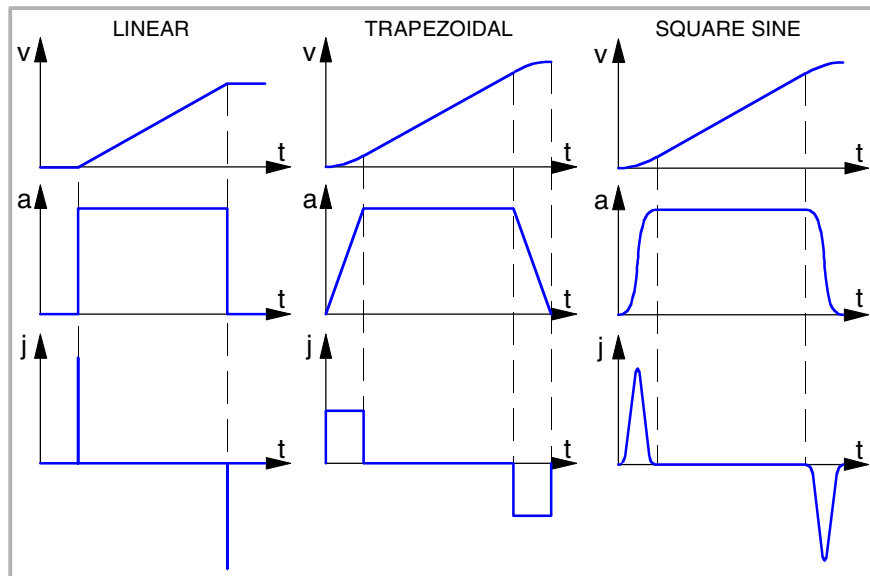 LINEAR TRAPEZOIDAL SQUARE SINE
v t v t v t
a t a t a t
j t j t j t